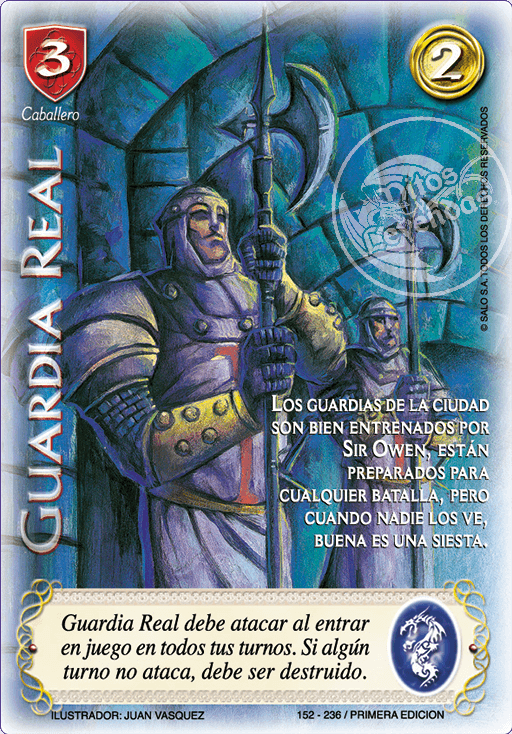 3
2
Caballero
GUARDIA REAL
Mitos
Leyendas
© SALO S.A. TODOS LOS DERECHOS RESERVADOS
LOS GUARDIAS DE LA CIUDAD
SON BIEN ENTRENADOS POR
SIR OWEN, ESTÁN
PREPARADOS PARA
CUALQUIER BATALLA, PERO
CUANDO NADIE LOS VE,
BUENA ES UNA SIESTA.
Guardia Real debe atacar al entrar
en juego en todos tus turnos. Si algún
turno no ataca, debe ser destruido.
ILUSTRADOR: JUAN VASQUEZ
152 - 236 / PRIMERA EDICION